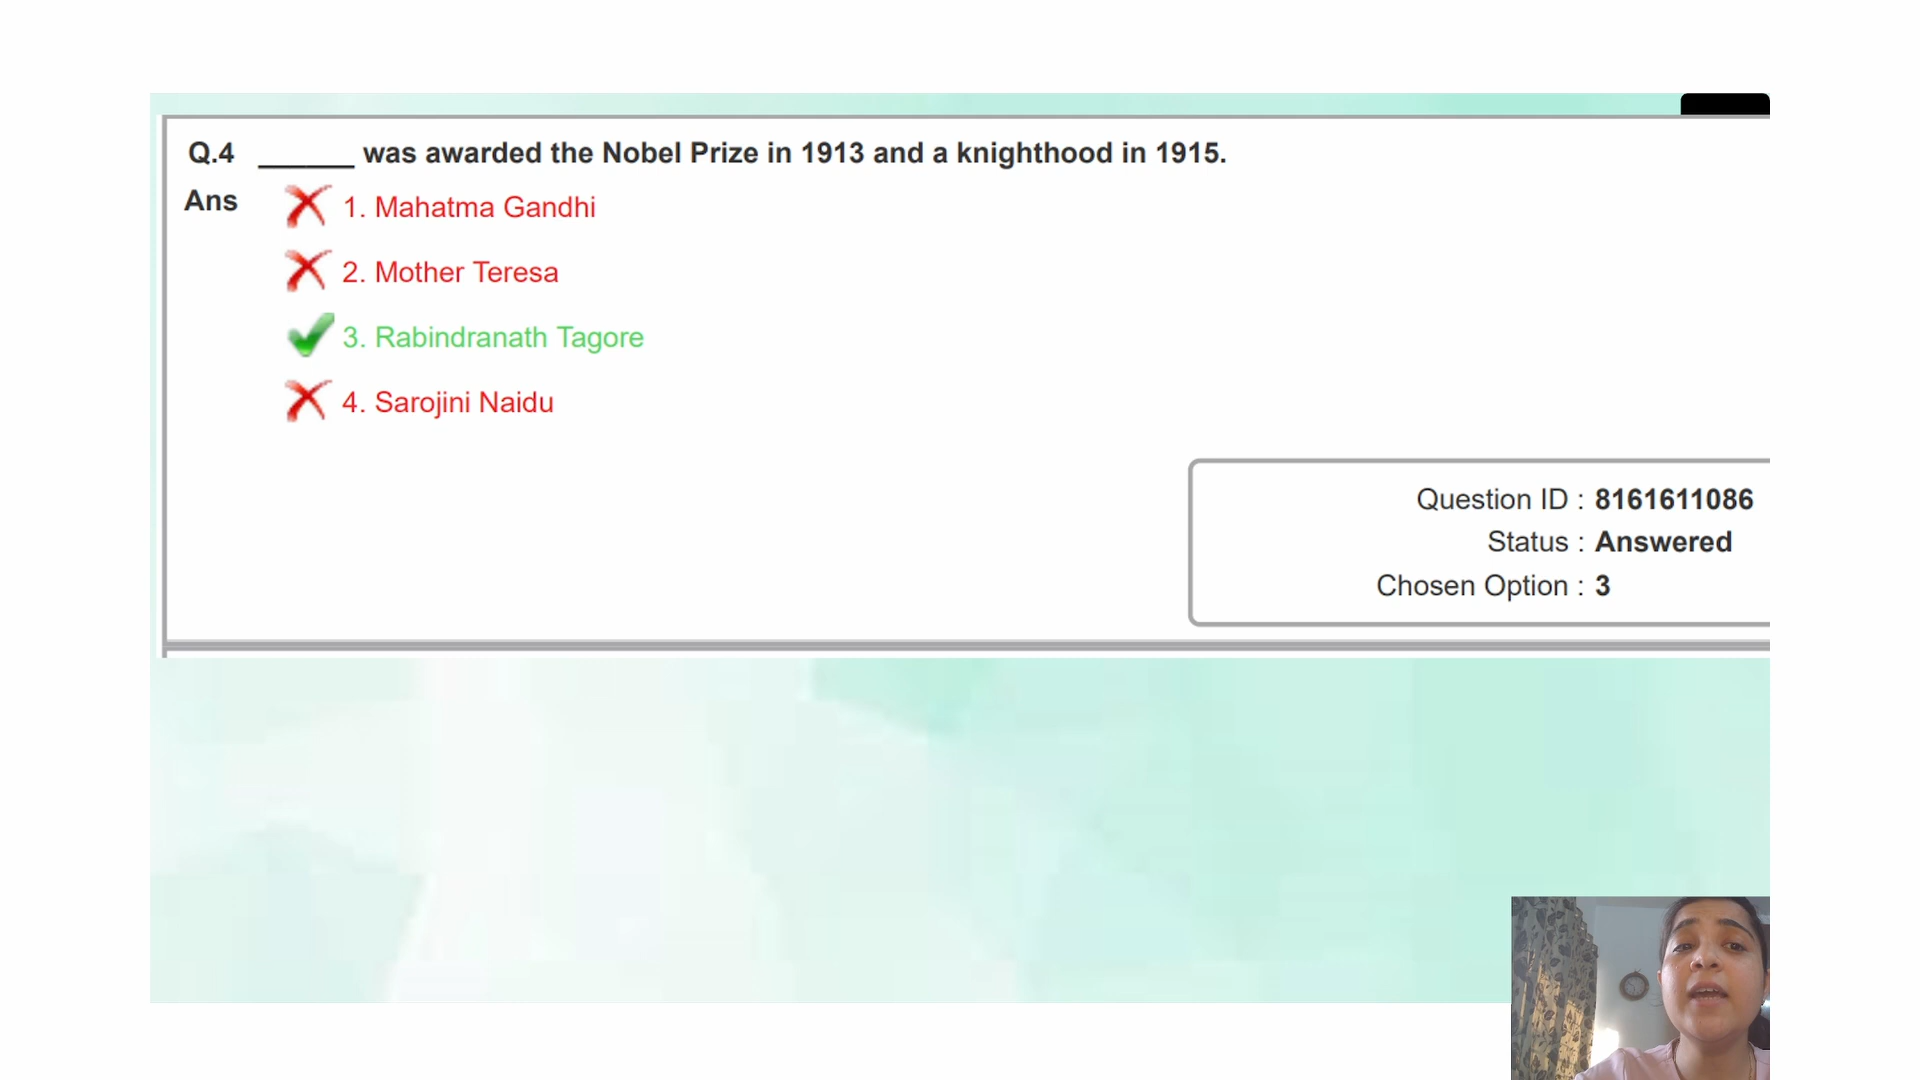 Q.4 ______ was awarded the Nobel Prize in 1913 and a knighthood in 1915.
Ans
1. Mahatma Gandhi
2. Mother Teresa
3. Rabindranath Tagore
4. Sarojini Naidu
Question ID : 8161611086
Status : Answered
Chosen Option : 3